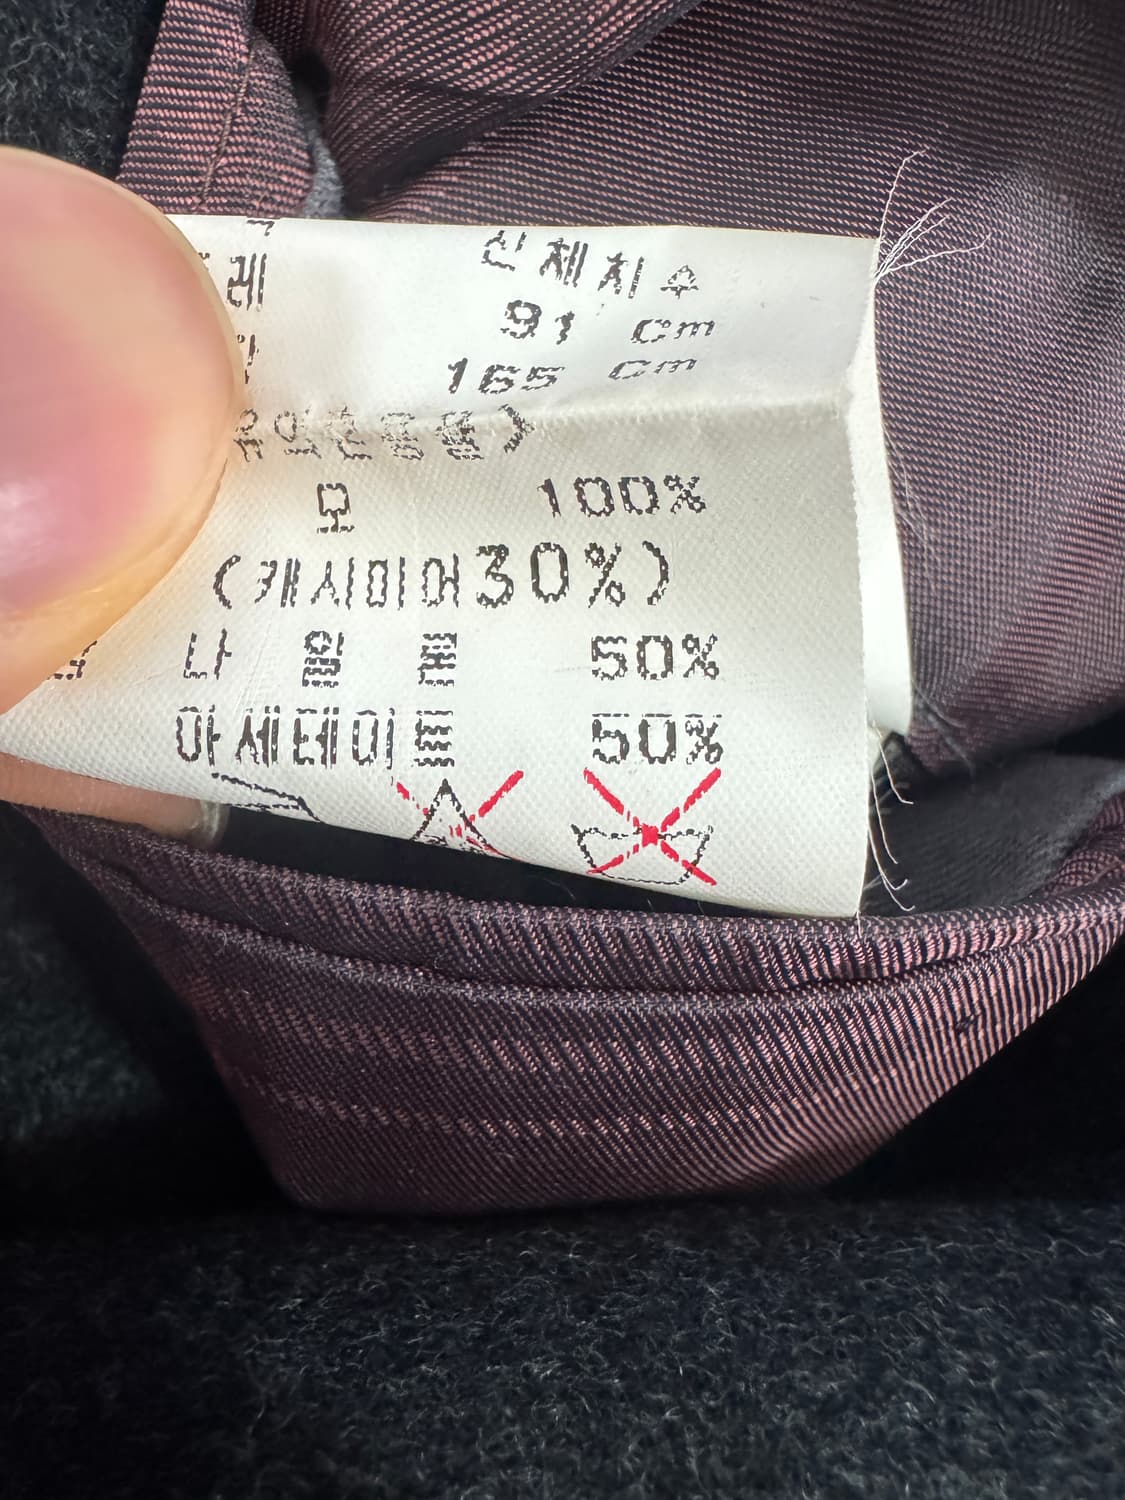 신체치수
레 91 cm
165 cm
모 100%
(캐시미어30%)
나 일 론 50%
아세테이트 50%